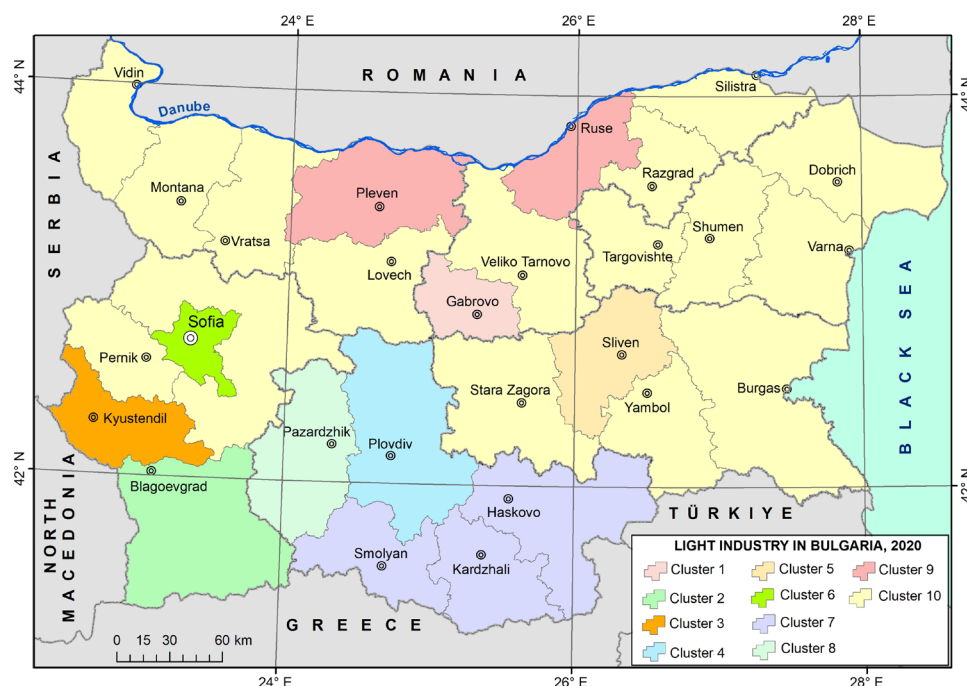 24° E
26° E
28° E
44° N
44° N
42° N
42° N
24° E
26° E
28° E
ROMANIA
SERBIA
NORTH
MACEDONIA
GREECE
TÜRKIYE
BLACK SEA
Danube
Vidin
Silistra
Ruse
Montana
Pleven
Razgrad
Dobrich
Vratsa
Lovech
Veliko Tarnovo
Targovishte
Shumen
Varna
Gabrovo
Sofia
Pernik
Sliven
Kyustendil
Stara Zagora
Yambol
Burgas
Pazardzhik
Plovdiv
Blagoevgrad
Haskovo
Smolyan
Kardzhali
0 15 30 60 km
LIGHT INDUSTRY IN BULGARIA, 2020
Cluster 1
Cluster 2
Cluster 3
Cluster 4
Cluster 5
Cluster 6
Cluster 7
Cluster 8
Cluster 9
Cluster 10